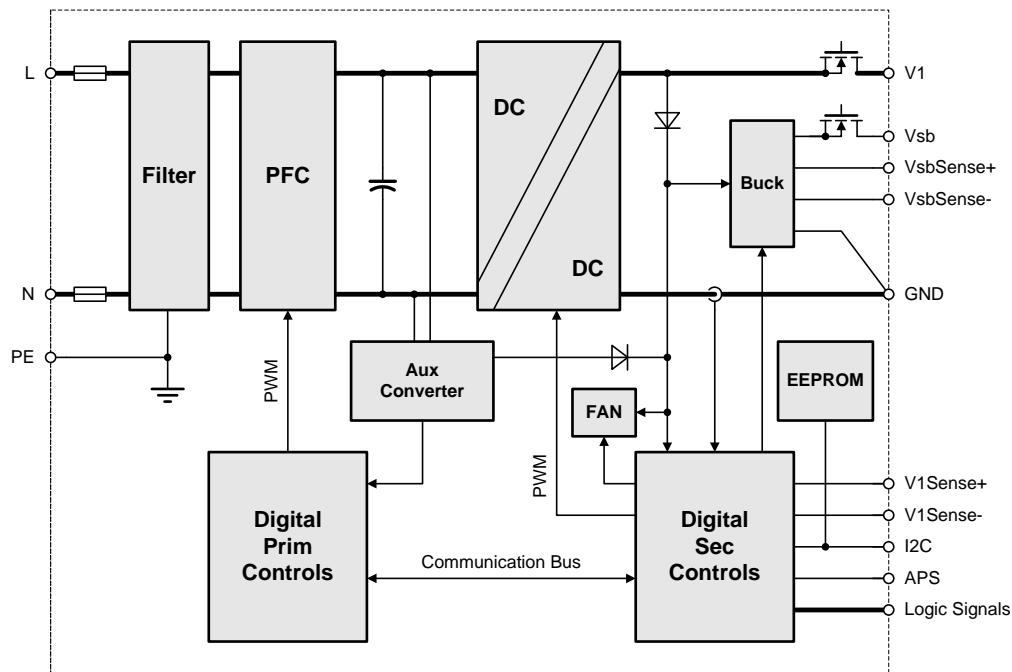 L
V1
DC
Vsb
Filter
PFC
Buck
VsbSense+
VsbSense-
DC
N
GND
PE
PWM
Aux
Converter
EEPROM
FAN
PWM
V1Sense+
V1Sense-
Digital
Prim
Controls
Digital
Sec
Controls
I2C
Communication Bus
APS
Logic Signals